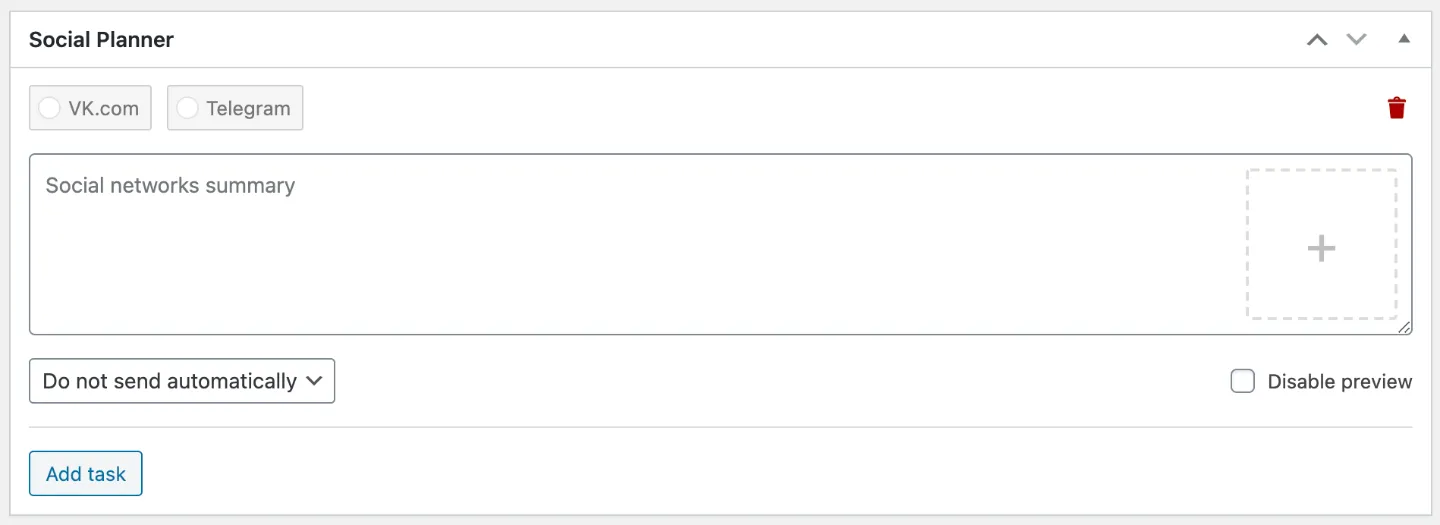 Social Planner
VK.com
Telegram
Social networks summary
Do not send automatically
Disable preview
Add task